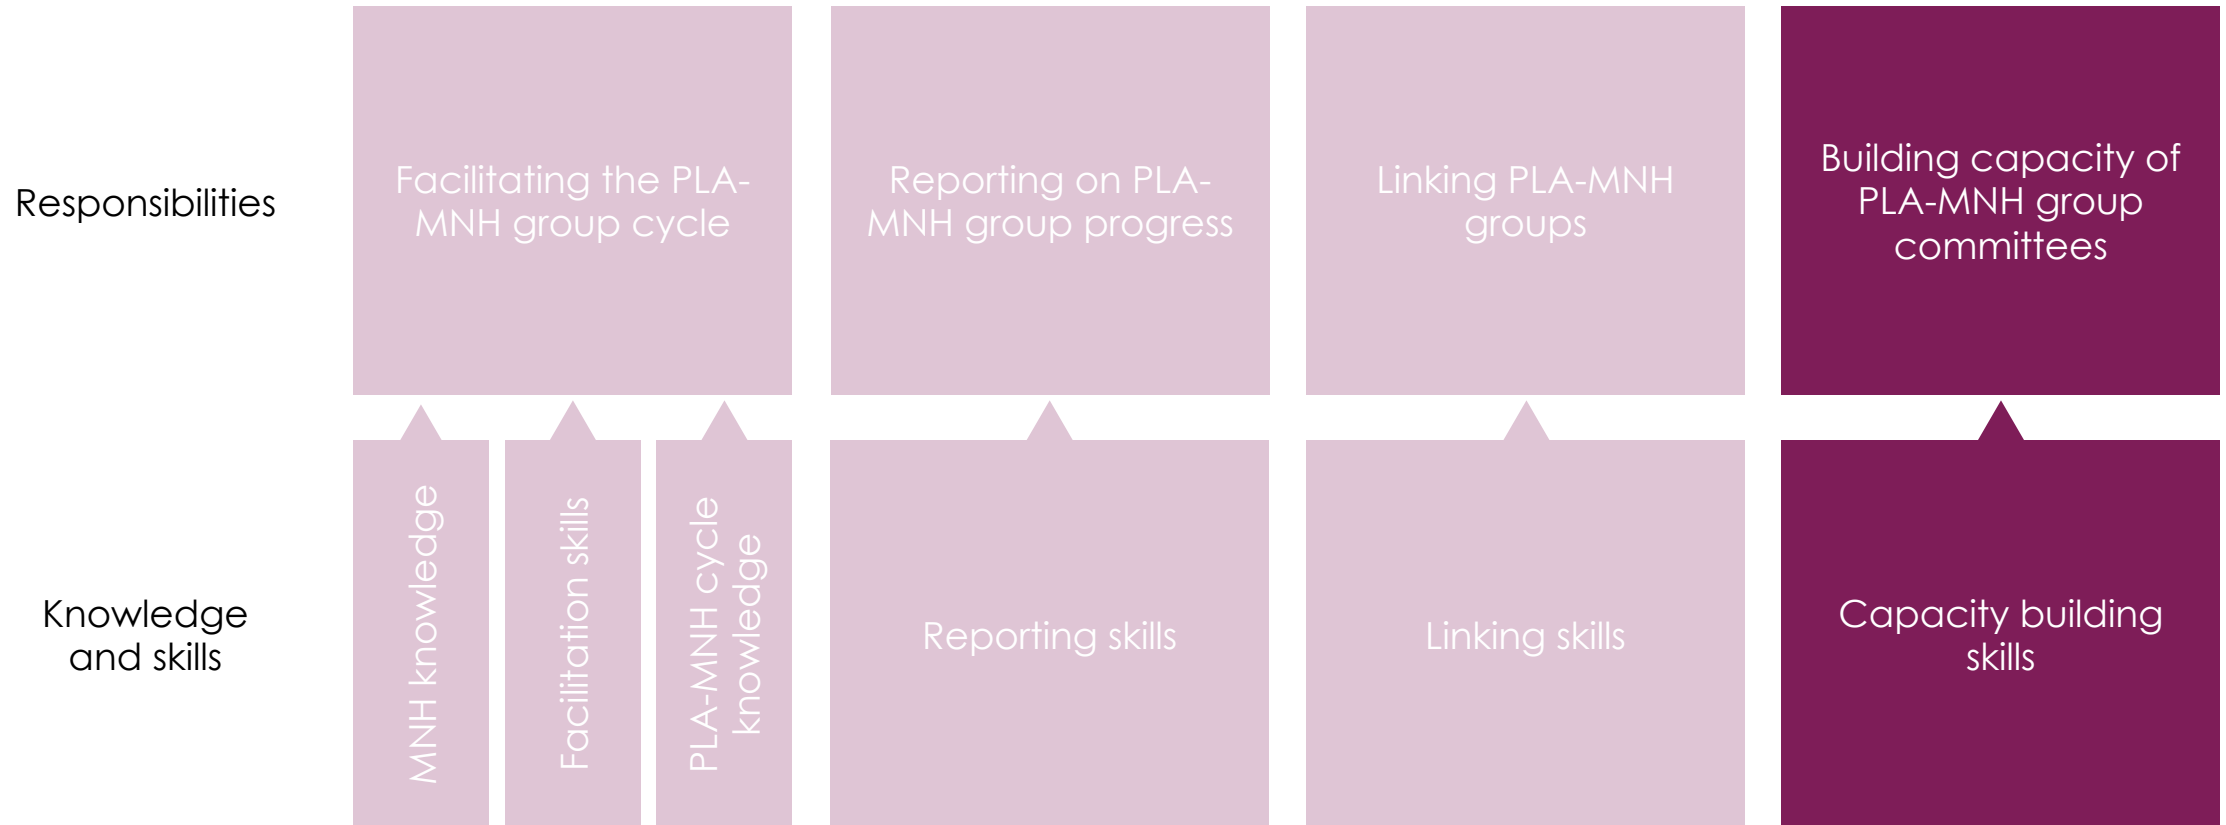 Responsibilities
Facilitating the PLA-
MNH group cycle
Reporting on PLA-
MNH group progress
Linking PLA-MNH
groups
Building capacity of
PLA-MNH group
committees
Knowledge
and skills
MNH knowledge
Facilitation skills
PLA-MNH cycle
knowledge
Reporting skills
Linking skills
Capacity building
skills